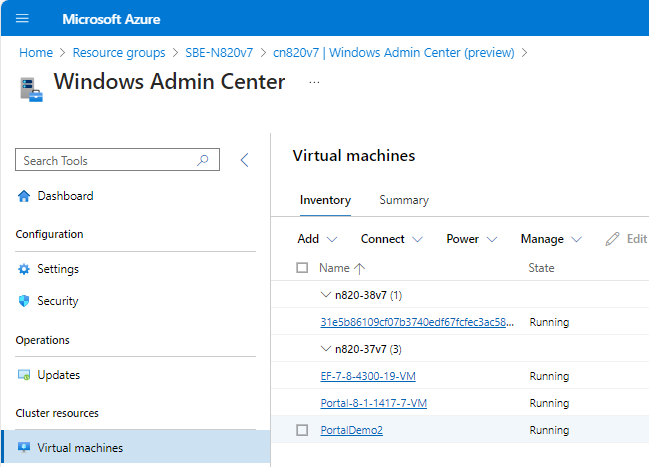 Microsoft Azure
Home > Resource groups > SBE-N820v7 > cn820v7 | Windows Admin Center (preview) >
Windows Admin Center ...
Search Tools
Dashboard
Configuration
Settings
Security
Operations
Updates
Cluster resources
Virtual machines
Virtual machines
Inventory Summary
Add Connect Power Manage Edit
Name State
n820-38v7 (1)
31e5b86109cf07b3740edf67fcfec3ac58... Running
n820-37v7 (3)
EF-7-8-4300-19-VM Running
Portal-8-1-1417-7-VM Running
PortalDemo2 Running